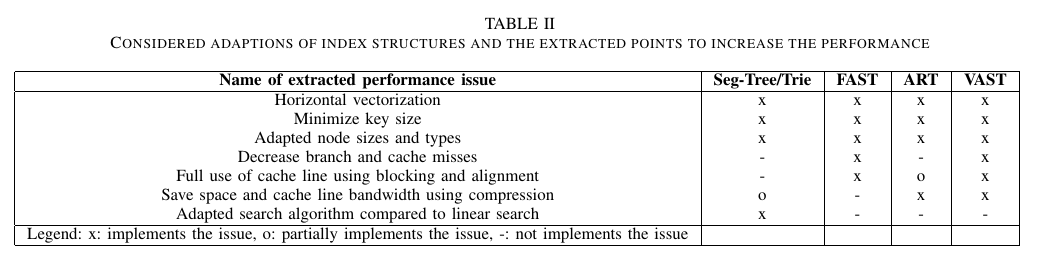 TABLE II
CONSIDERED ADAPTIONS OF INDEX STRUCTURES AND THE EXTRACTED POINTS TO INCREASE THE PERFORMANCE
Name of extracted performance issue Seg-Tree/Trie FAST ART VAST
Horizontal vectorization x x x x
Minimize key size x x x x
Adapted node sizes and types x x x x
Decrease branch and cache misses - x - x
Full use of cache line using blocking and alignment - x o x
Save space and cache line bandwidth using compression o - x x
Adapted search algorithm compared to linear search x - - -
Legend: x: implements the issue, o: partially implements the issue, -: not implements the issue